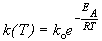 k(T) = k₀e^(-E_A/RT)